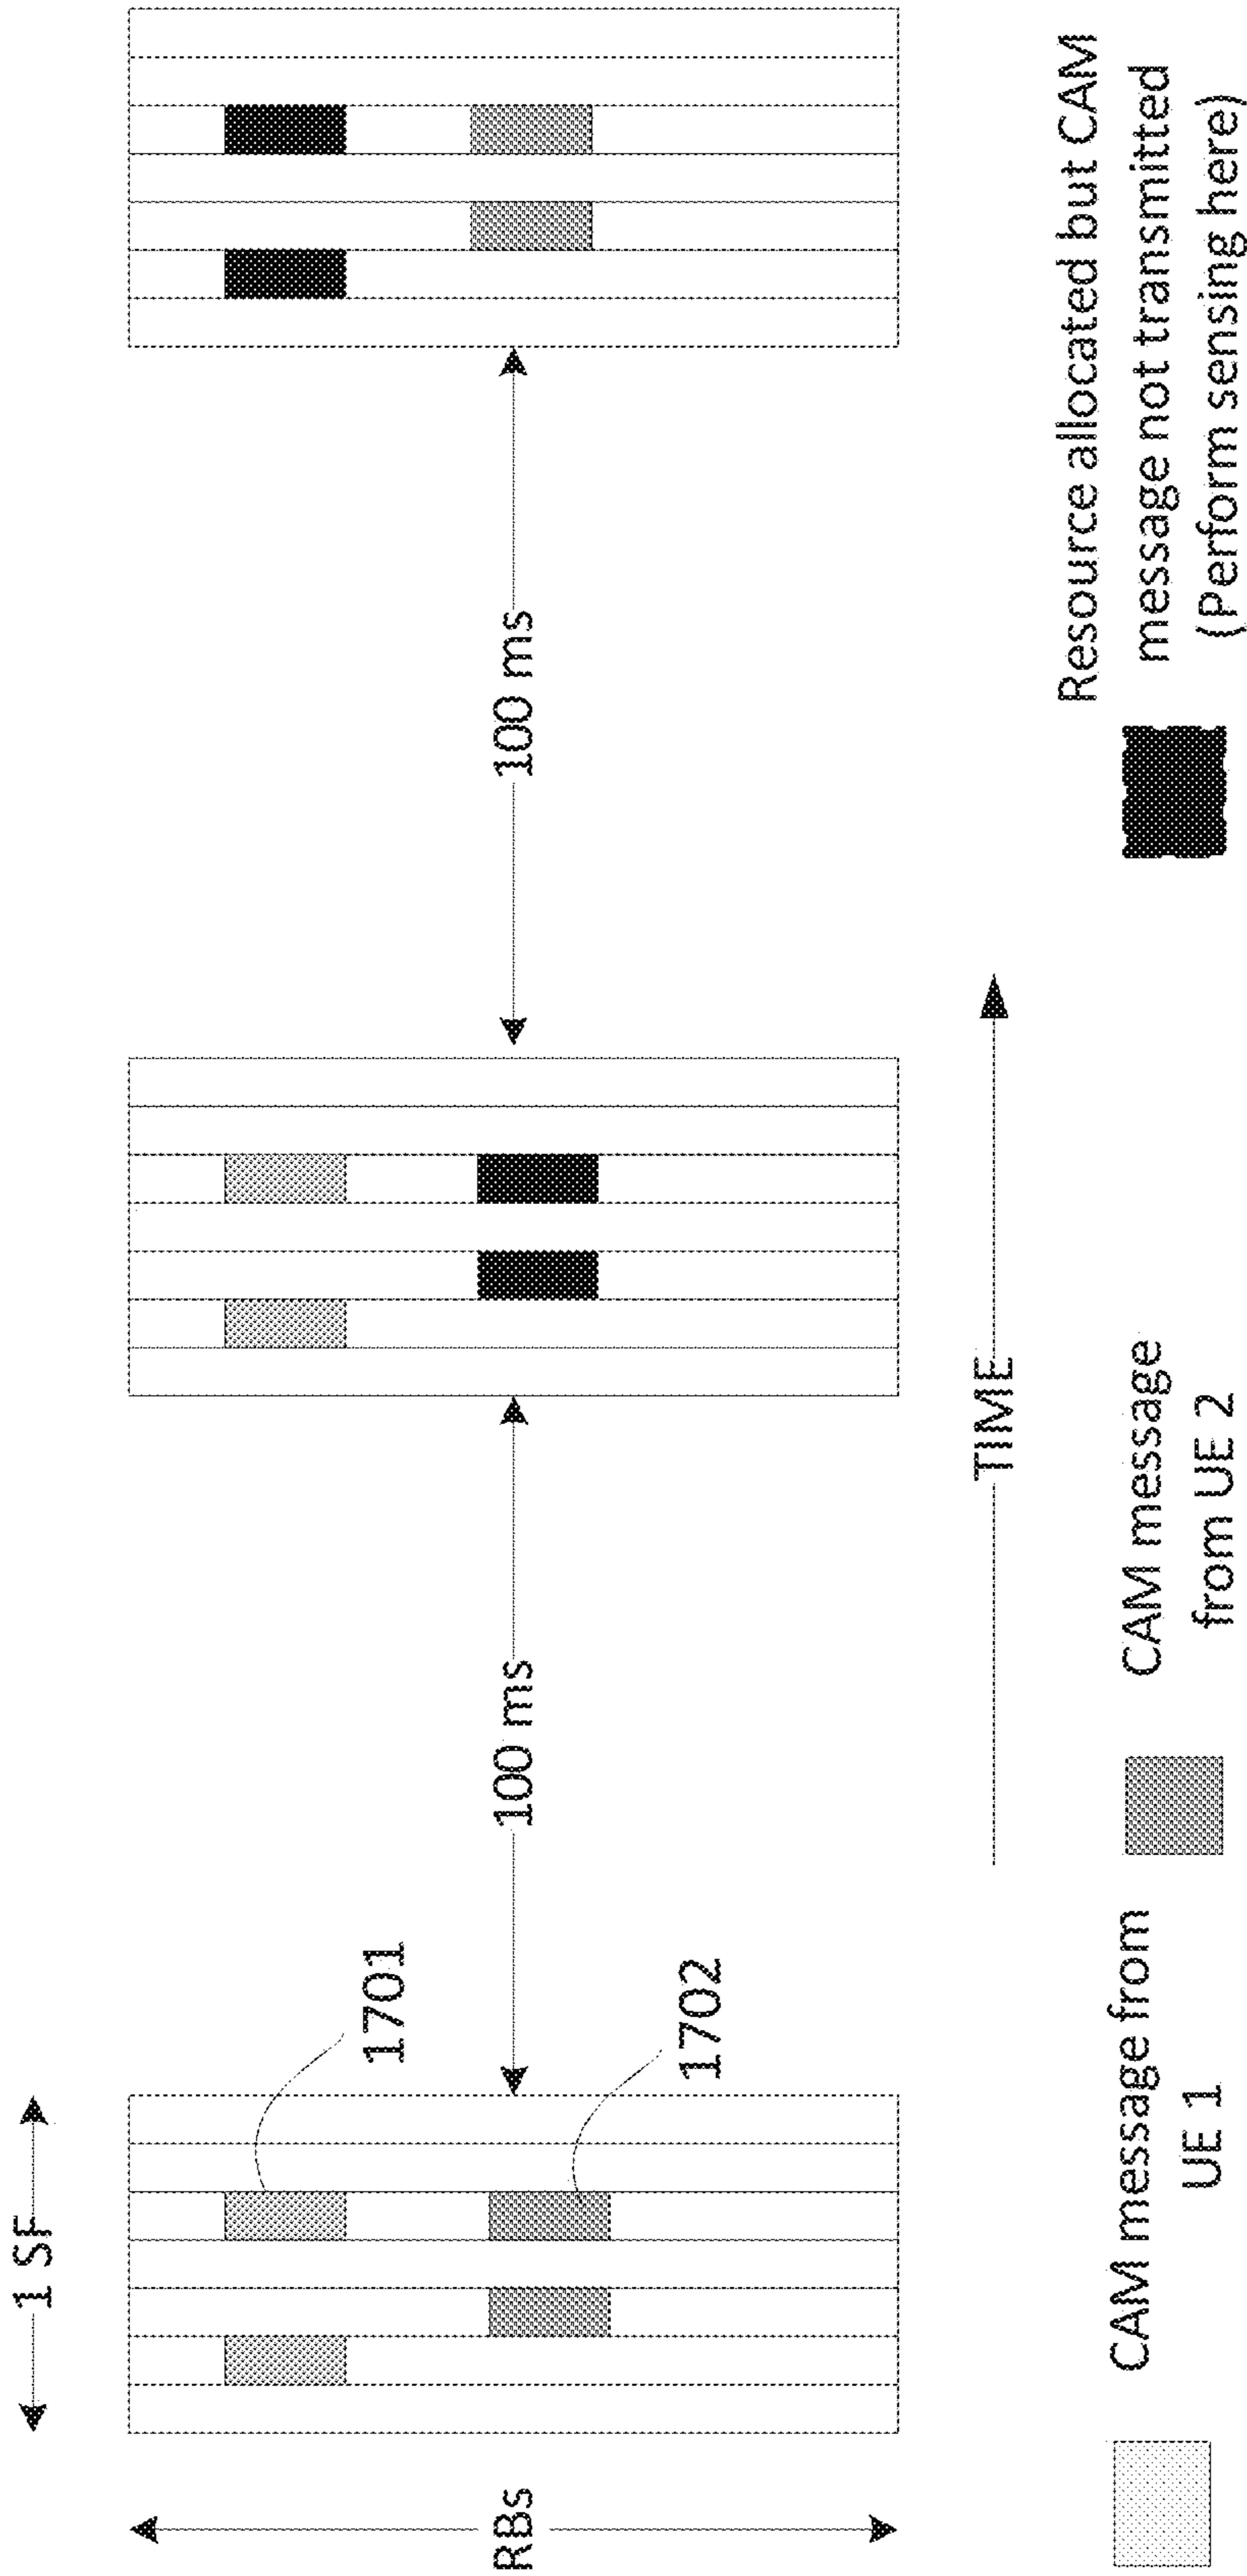 1 SF
RBs
1701
1702
100 ms
100 ms
TIME
CAM message from
UE 1
CAM message
from UE 2
Resource allocated but CAM
message not transmitted
(Perform sensing here)